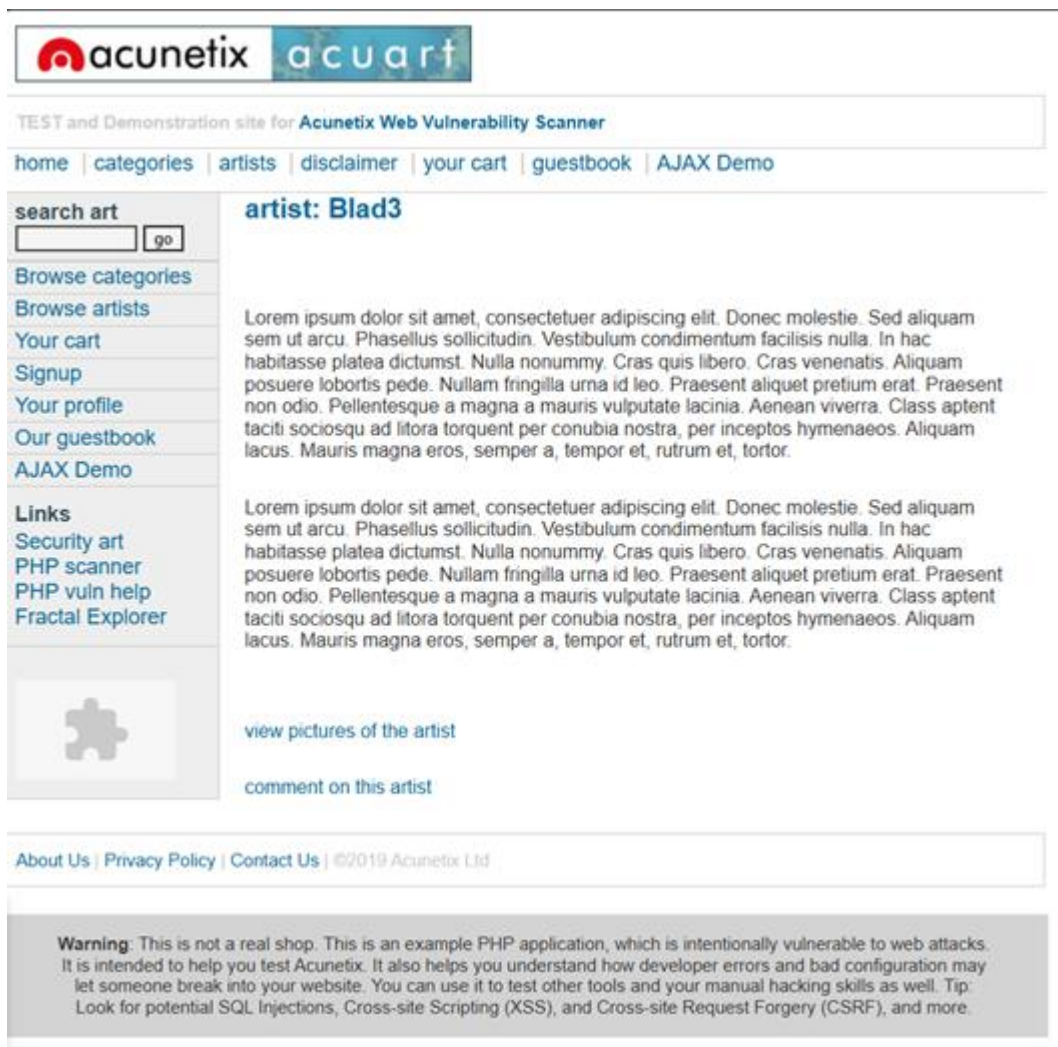 acunetix acuart
TEST and Demonstration site for Acunetix Web Vulnerability Scanner
home | categories | artists | disclaimer | your cart | guestbook | AJAX Demo
search art
go
Browse categories
Browse artists
Your cart
Signup
Your profile
Our guestbook
AJAX Demo
Links
Security art
PHP scanner
PHP vuln help
Fractal Explorer
artist: Blad3
Lorem ipsum dolor sit amet, consectetuer adipiscing elit. Donec molestie. Sed aliquam
sem ut arcu. Phasellus sollicitudin. Vestibulum condimentum facilisis nulla. In hac
habitasse platea dictumst. Nulla nonummy. Cras quis libero. Cras venenatis. Aliquam
posuere lobortis pede. Nullam fringilla urna id leo. Praesent aliquet pretium erat. Praesent
non odio. Pellentesque a magna a mauris vulputate lacinia. Aenean viverra. Class aptent
taciti sociosqu ad litora torquent per conubia nostra, per inceptos hymenaeos. Aliquam
lacus. Mauris magna eros, semper a, tempor et, rutrum et, tortor.
Lorem ipsum dolor sit amet, consectetuer adipiscing elit. Donec molestie. Sed aliquam
sem ut arcu. Phasellus sollicitudin. Vestibulum condimentum facilisis nulla. In hac
habitasse platea dictumst. Nulla nonummy. Cras quis libero. Cras venenatis. Aliquam
posuere lobortis pede. Nullam fringilla urna id leo. Praesent aliquet pretium erat. Praesent
non odio. Pellentesque a magna a mauris vulputate lacinia. Aenean viverra. Class aptent
taciti sociosqu ad litora torquent per conubia nostra, per inceptos hymenaeos. Aliquam
lacus. Mauris magna eros, semper a, tempor et, rutrum et, tortor.
view pictures of the artist
comment on this artist
About Us | Privacy Policy | Contact Us | ©2019 Acunetix Ltd
Warning: This is not a real shop. This is an example PHP application, which is intentionally vulnerable to web attacks.
It is intended to help you test Acunetix. It also helps you understand how developer errors and bad configuration may
let someone break into your website. You can use it to test other tools and your manual hacking skills as well. Tip:
Look for potential SQL Injections, Cross-site Scripting (XSS), and Cross-site Request Forgery (CSRF), and more.